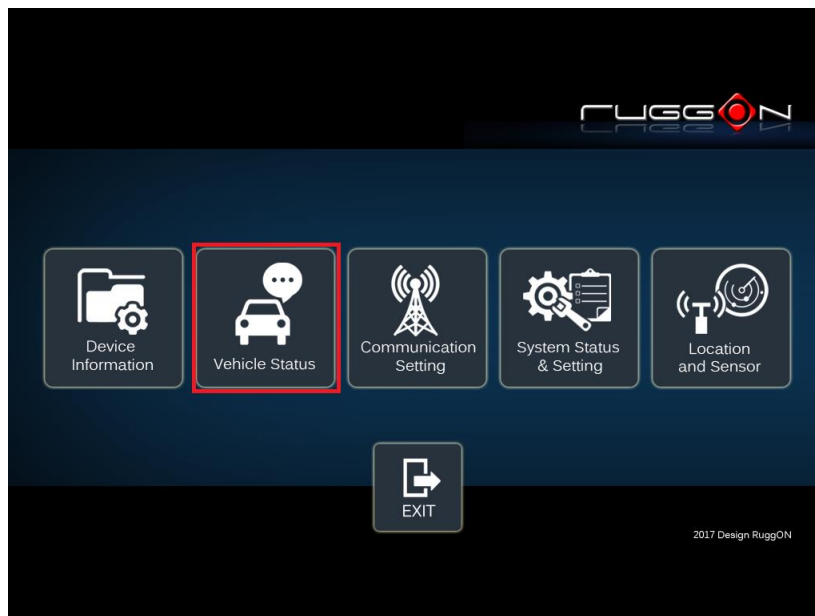 ruggON
Device
Information
Vehicle Status
Communication
Setting
System Status
& Setting
Location
and Sensor
EXIT
2017 Design RuggON